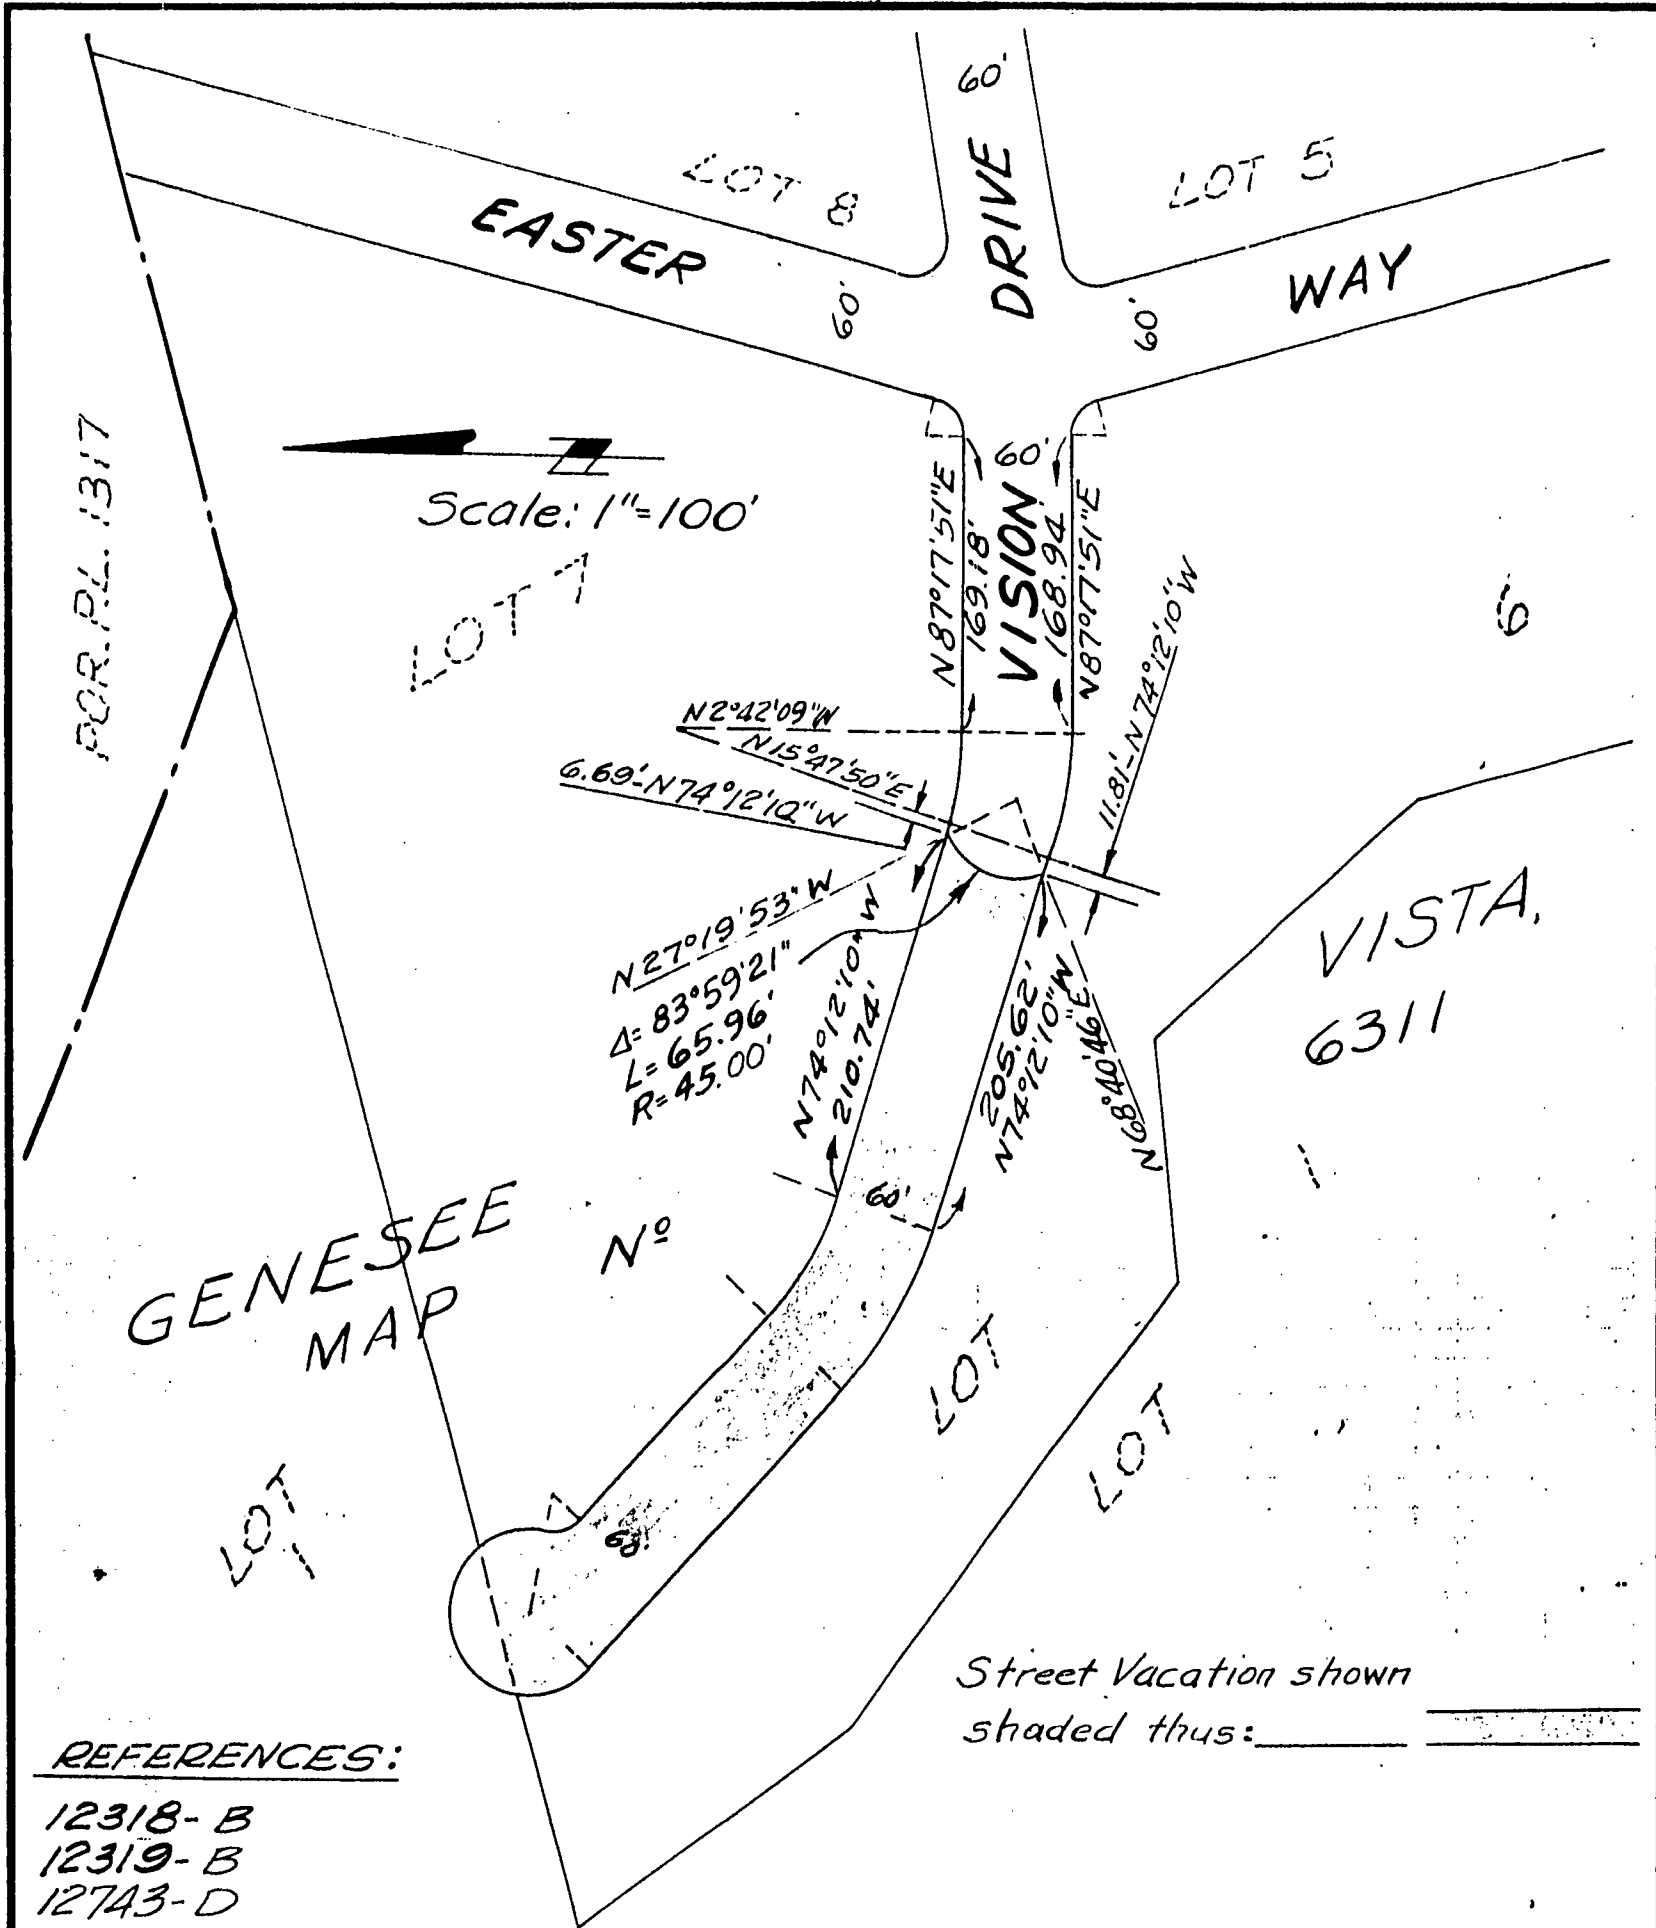 60'
DRIVE
LOT 8
LOT 5
EASTER
WAY
60'
60'
POR. P.L. 1317
Scale: 1"=100'
LOT 7
60'
VISION
N87°17'51"E
169.18'
168.94'
N87°17'51"E
6
N2°42'09"W
N15°47'50"E
6.69'-N74°12'10"W
11.81'-N74°12'10"W
N27°19'53"W
Δ=83°59'21"
L=65.96'
R=45.00'
N74°12'10"W
210.74'
205.62'
N74°12'10"W
N68°40'46"E
VISTA,
6311
GENESEE
MAP
Nº
60'
LOT
LOT
LOT
1
60'
Street Vacation shown
shaded thus:
REFERENCES:
12318-B
12319-B
12743-D